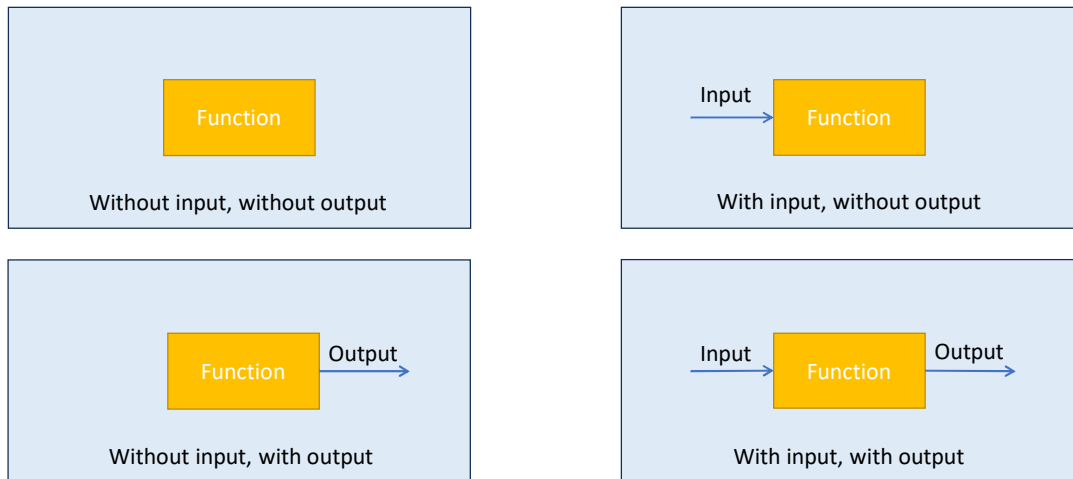 Function
Without input, without output
Input
Function
With input, without output
Function
Output
Without input, with output
Input
Function
Output
With input, with output